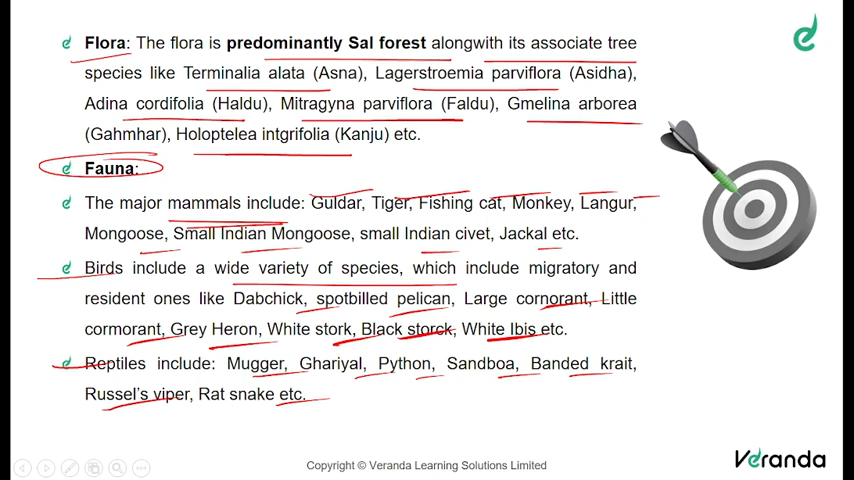 Flora: The flora is predominantly Sal forest alongwith its associate tree
species like Terminalia alata (Asna), Lagerstroemia parviflora (Asidha),
Adina cordifolia (Haldu), Mitragyna parviflora (Faldu), Gmelina arborea
(Gahmhar), Holoptelea intgrifolia (Kanju) etc.
Fauna:
The major mammals include: Guldar, Tiger, Fishing cat, Monkey, Langur,
Mongoose, Small Indian Mongoose, small Indian civet, Jackal etc.
Birds include a wide variety of species, which include migratory and
resident ones like Dabchick, spotbilled pelican, Large cornorant, Little
cormorant, Grey Heron, White stork, Black storck, White Ibis etc.
Reptiles include: Mugger, Ghariyal, Python, Sandboa, Banded krait,
Russel's viper, Rat snake etc.
Copyright © Veranda Learning Solutions Limited
Veranda